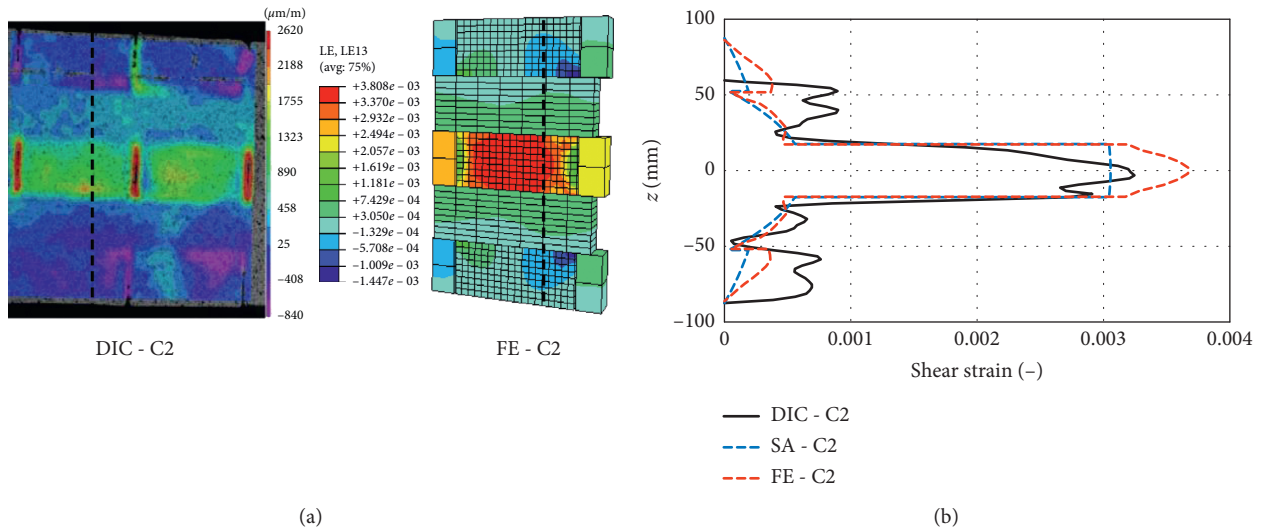 (µm/m)
2620
2188
1755
1323
890
458
25
−408
−840
DIC - C2
LE, LE13
(avg: 75%)
+3.808e − 03
+3.370e − 03
+2.932e − 03
+2.494e − 03
+2.057e − 03
+1.619e − 03
+1.181e − 03
+7.429e − 04
+3.050e − 04
−1.329e − 04
−5.708e − 04
−1.009e − 03
−1.447e − 03
FE - C2
(a)
z (mm)
100
50
0
−50
−100
0
0.001
0.002
0.003
0.004
Shear strain (−)
DIC - C2
SA - C2
FE - C2
(b)